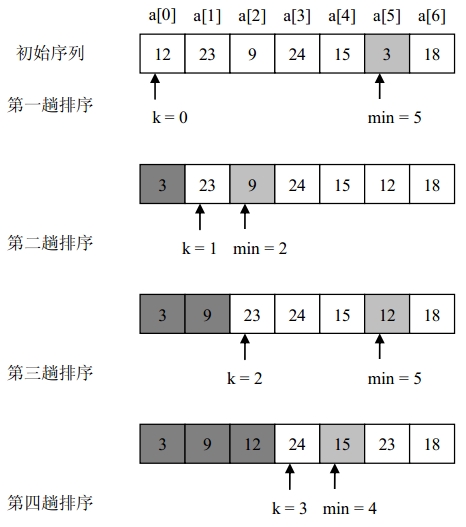 a[0] a[1] a[2] a[3] a[4] a[5] a[6]
初始序列 12 23 9 24 15 3 18
第一趟排序 k = 0 min = 5
3 23 9 24 15 12 18
第二趟排序 k = 1 min = 2
3 9 23 24 15 12 18
第三趟排序 k = 2 min = 5
3 9 12 24 15 23 18
第四趟排序 k = 3 min = 4